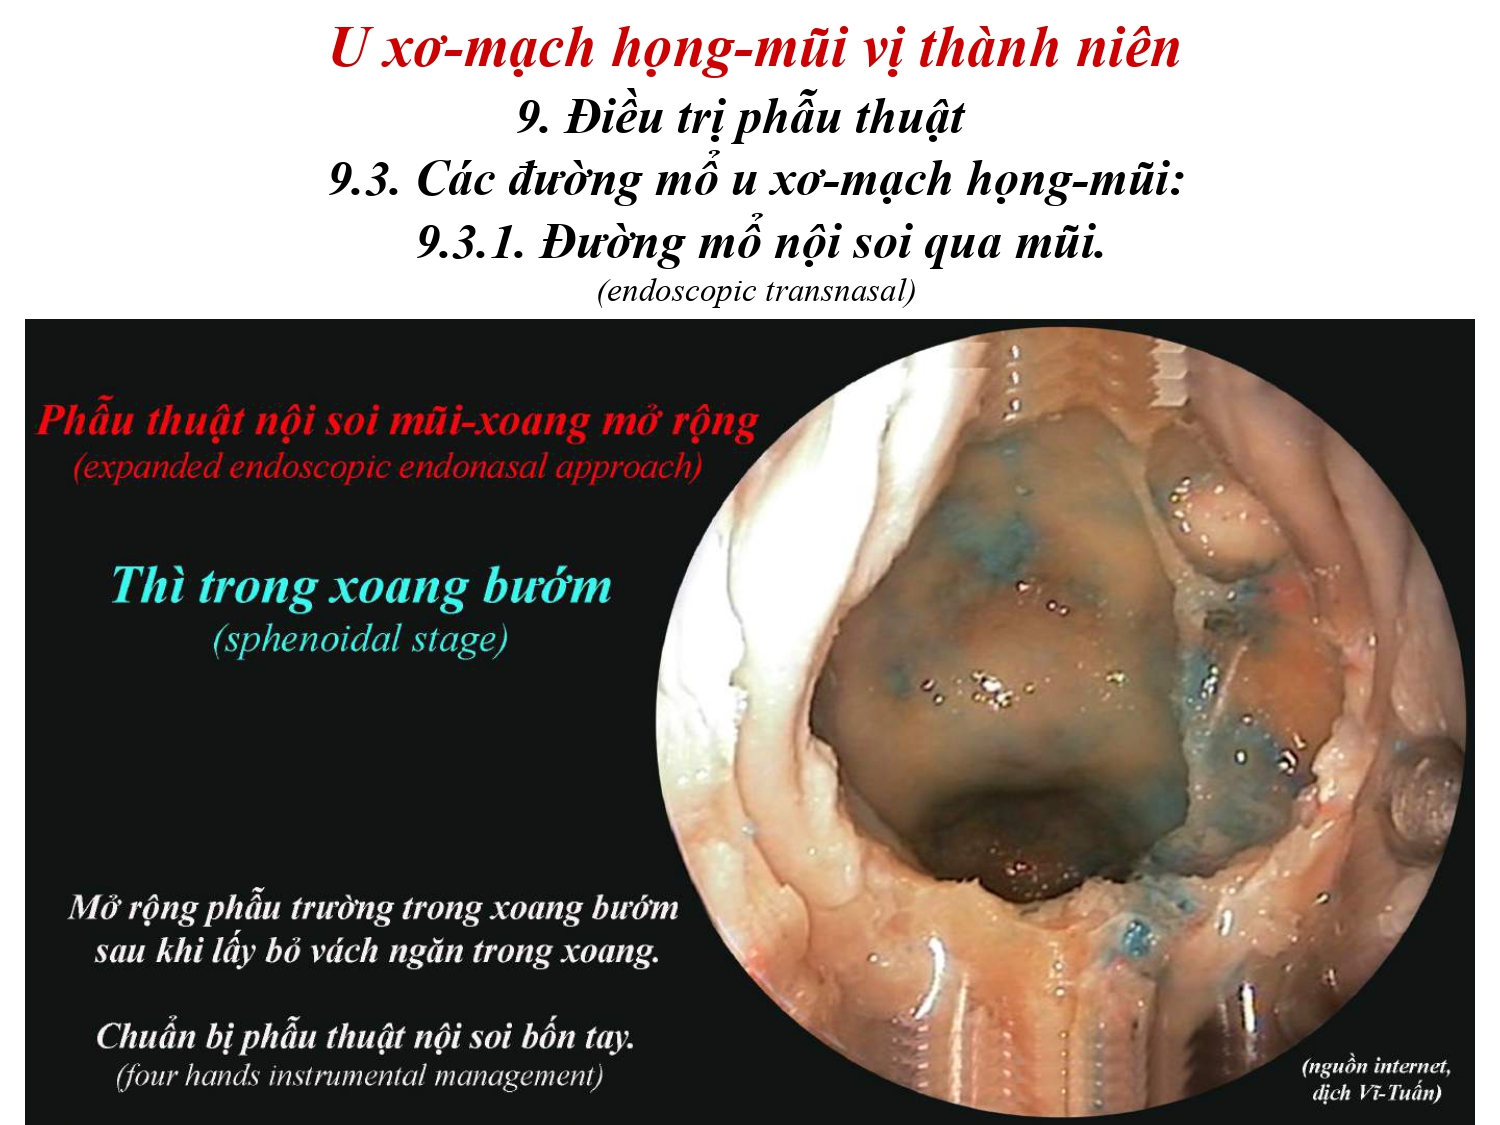 U xơ-mạch họng-mũi vị thành niên
9. Điều trị phẫu thuật
9.3. Các đường mổ u xơ-mạch họng-mũi:
9.3.1. Đường mổ nội soi qua mũi.
(endoscopic transnasal)
Phẫu thuật nội soi mũi-xoang mở rộng
(expanded endoscopic endonasal approach)
Thì trong xoang bướm
(sphenoidal stage)
Mở rộng phẫu trường trong xoang bướm
sau khi lấy bỏ vách ngăn trong xoang.
Chuẩn bị phẫu thuật nội soi bốn tay.
(four hands instrumental management)
(nguồn internet,
dịch Vĩ-Tuấn)